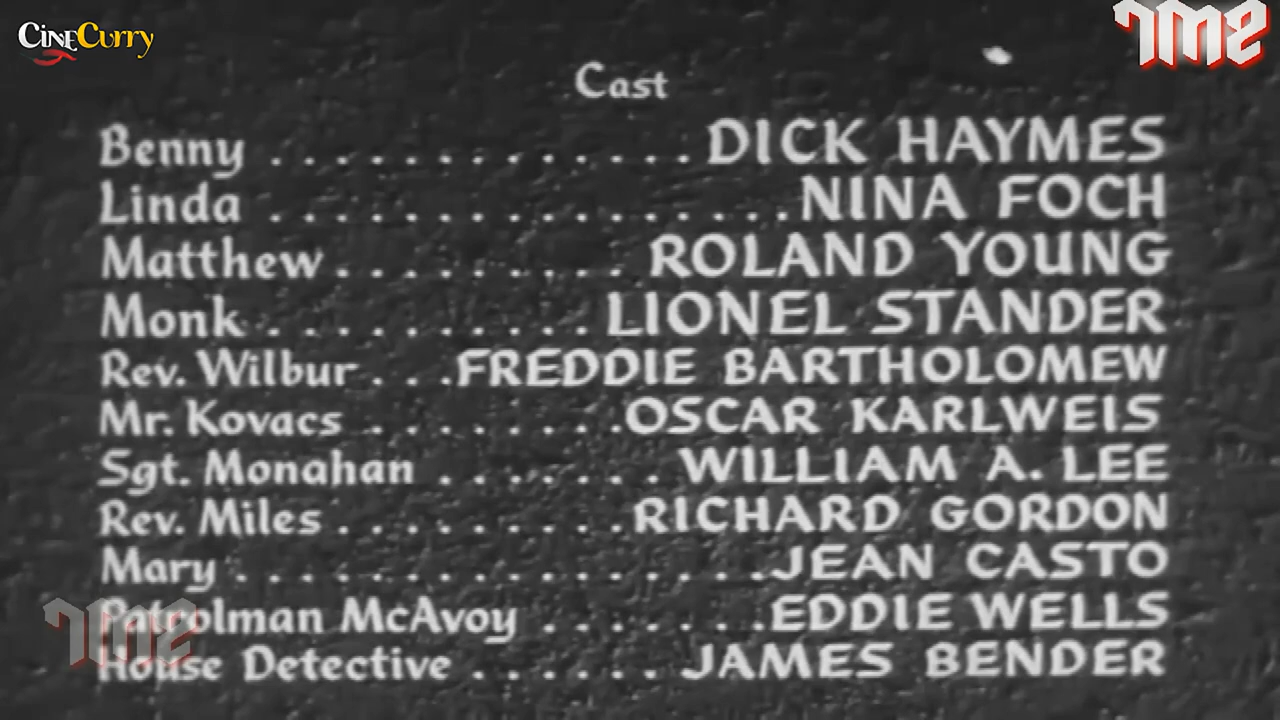 CineCurry
Cast
Benny . . . . . . . . . . . . . . DICK HAYMES
Linda . . . . . . . . . . . . . . . . . . NINA FOCH
Matthew . . . . . . . . . . ROLAND YOUNG
Monk . . . . . . . . . . . LIONEL STANDER
Rev. Wilbur . . . FREDDIE BARTHOLOMEW
Mr. Kovacs . . . . . . . . . OSCAR KARLWEIS
Sgt. Monahan . . . . . . . WILLIAM A. LEE
Rev. Miles . . . . . . . . . RICHARD GORDON
Mary . . . . . . . . . . . . . . . . . JEAN CASTO
Patrolman McAvoy . . . . . . . EDDIE WELLS
House Detective . . . . . . JAMES BENDER